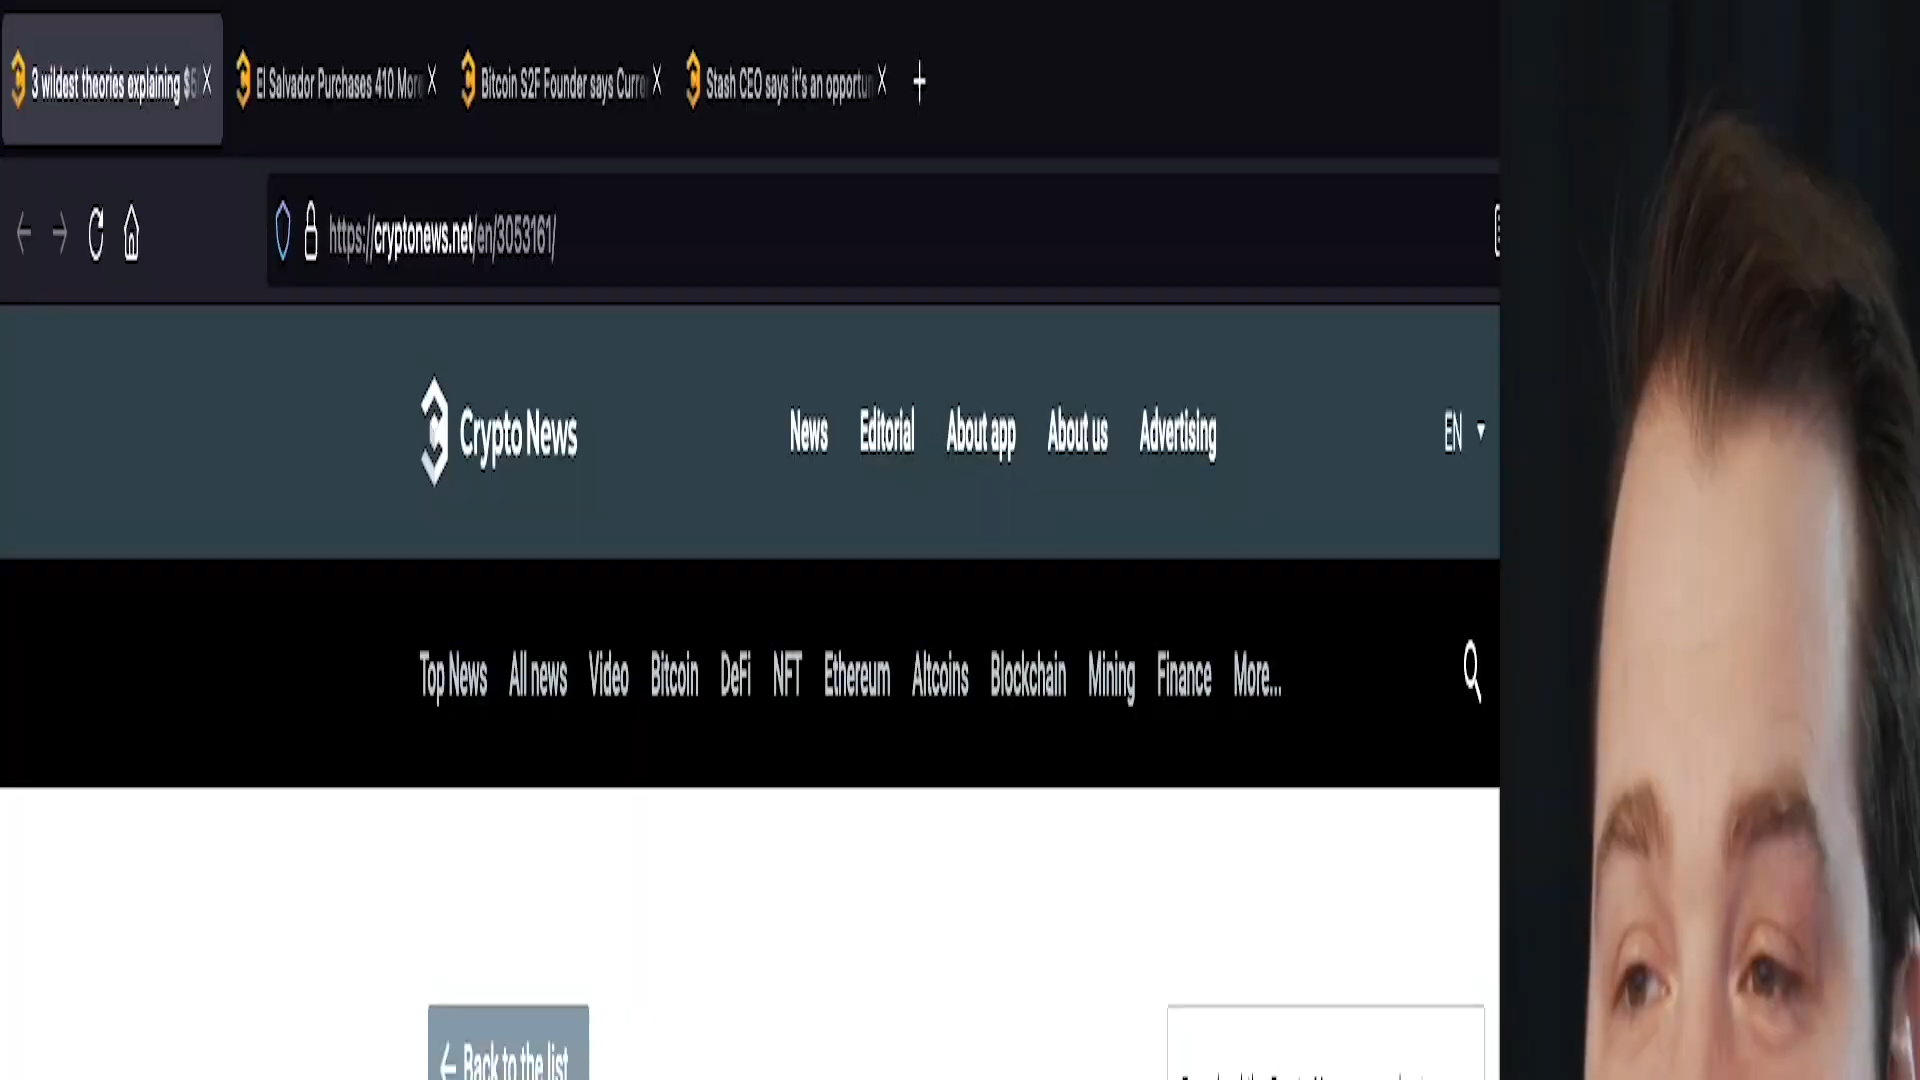 3 wildest theories explaining $
El Salvador Purchases 410 More
Bitcoin S2F Founder says Curre
Stash CEO says it's an opportun
https://cryptonews.net/en/3053161/
Crypto News
News Editorial About app About us Advertising
EN
Top News All news Video Bitcoin DeFi NFT Ethereum Altcoins Blockchain Mining Finance More...
← Back to the list